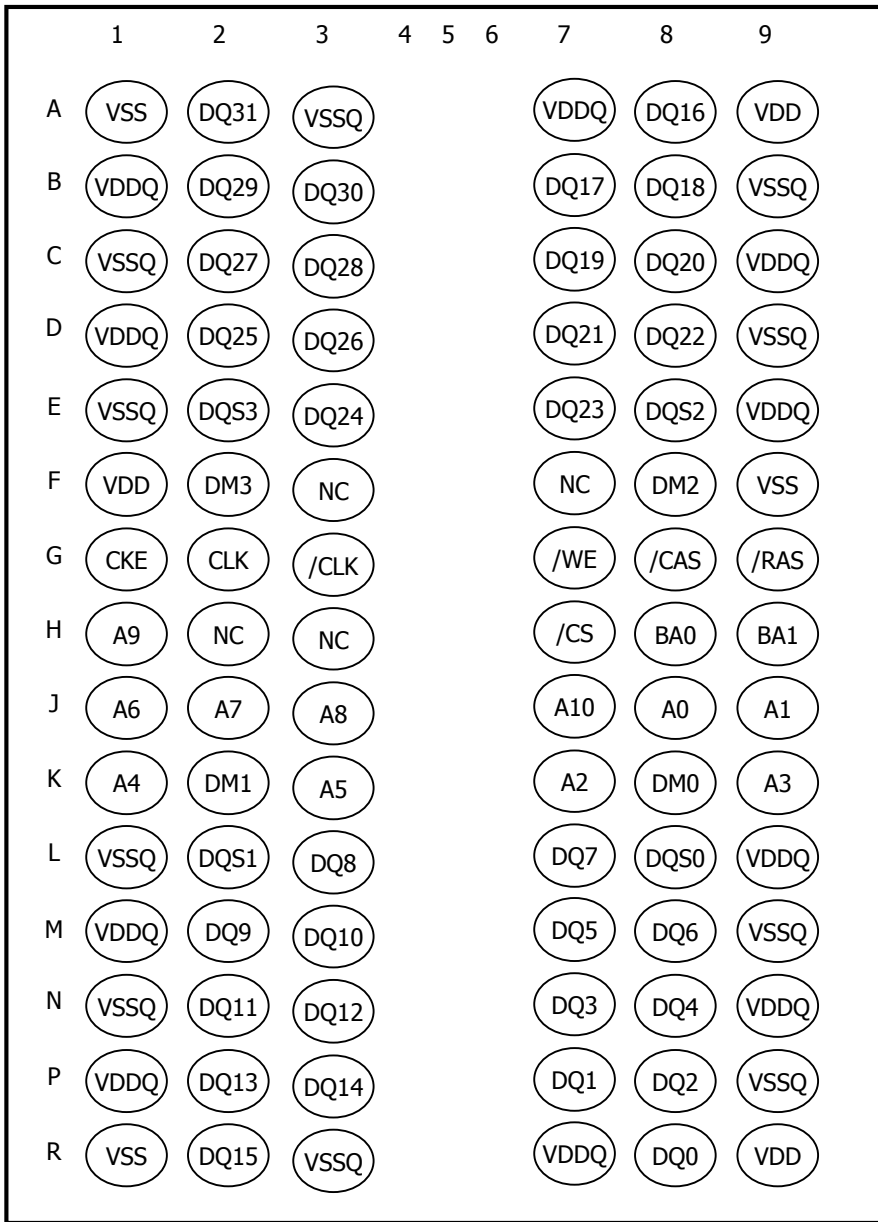 1 2 3 4 5 6 7 8 9
A VSS DQ31 VSSQ VDDQ DQ16 VDD
B VDDQ DQ29 DQ30 DQ17 DQ18 VSSQ
C VSSQ DQ27 DQ28 DQ19 DQ20 VDDQ
D VDDQ DQ25 DQ26 DQ21 DQ22 VSSQ
E VSSQ DQS3 DQ24 DQ23 DQS2 VDDQ
F VDD DM3 NC NC DM2 VSS
G CKE CLK /CLK /WE /CAS /RAS
H A9 NC NC /CS BA0 BA1
J A6 A7 A8 A10 A0 A1
K A4 DM1 A5 A2 DM0 A3
L VSSQ DQS1 DQ8 DQ7 DQS0 VDDQ
M VDDQ DQ9 DQ10 DQ5 DQ6 VSSQ
N VSSQ DQ11 DQ12 DQ3 DQ4 VDDQ
P VDDQ DQ13 DQ14 DQ1 DQ2 VSSQ
R VSS DQ15 VSSQ VDDQ DQ0 VDD